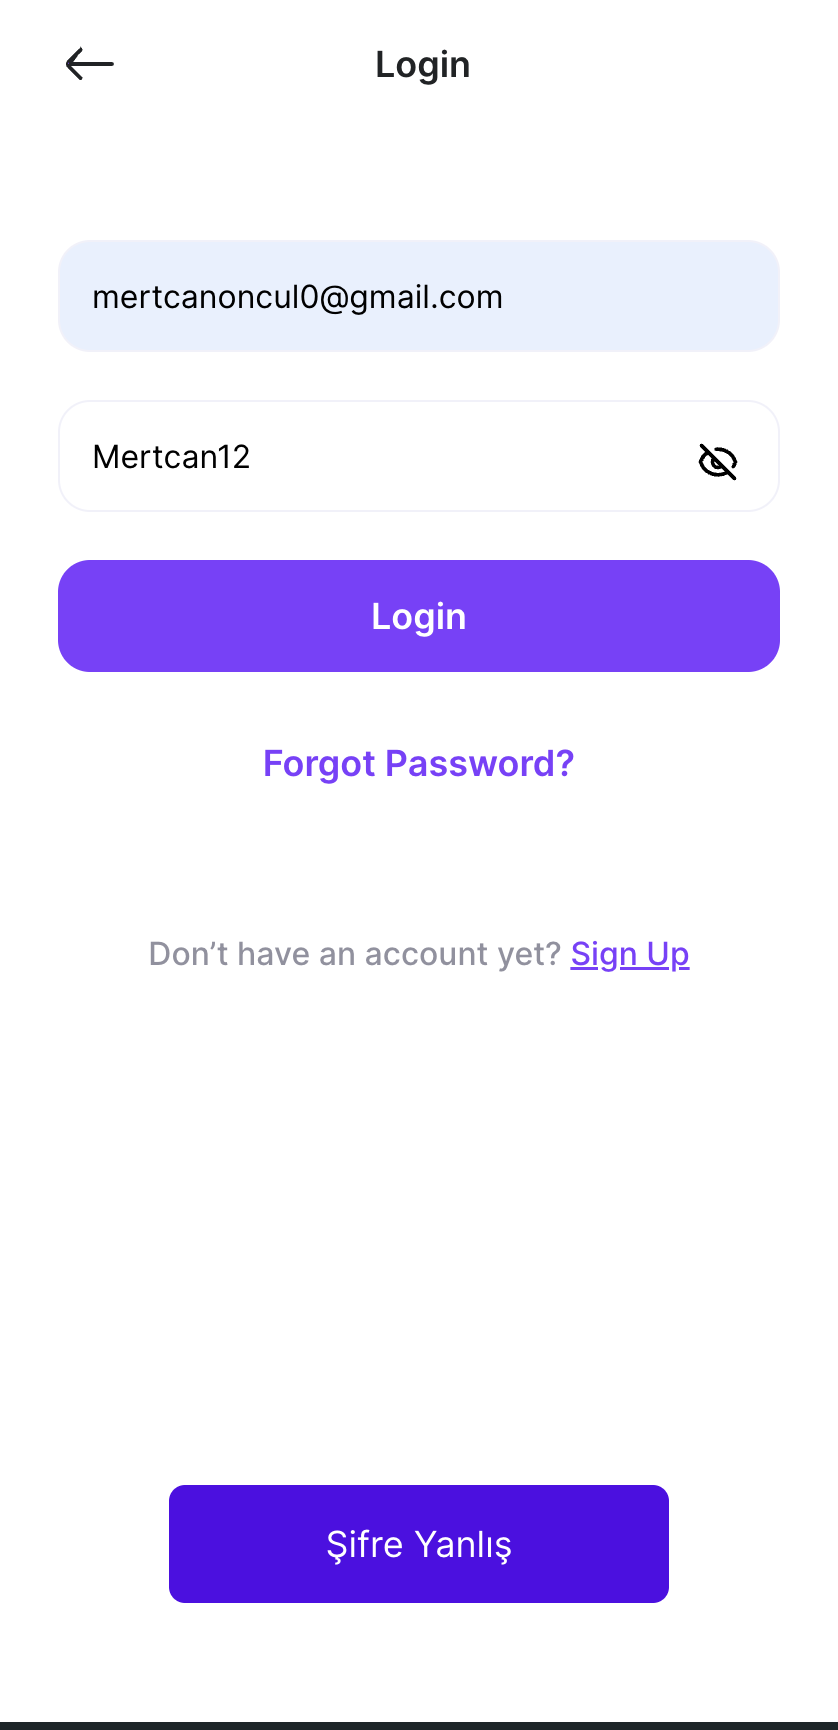 Login
mertcanoncul0@gmail.com
Mertcan12
Login
Forgot Password?
Don’t have an account yet? Sign Up
Şifre Yanlış